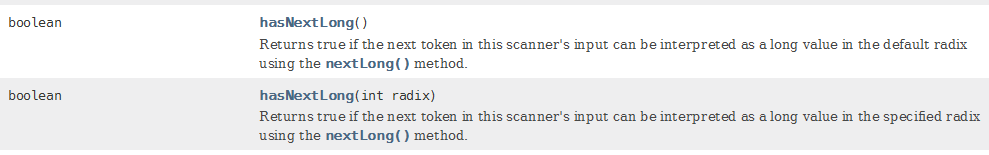 boolean hasNextLong()
Returns true if the next token in this scanner's input can be interpreted as a long value in the default radix
using the nextLong() method.
boolean hasNextLong(int radix)
Returns true if the next token in this scanner's input can be interpreted as a long value in the specified radix
using the nextLong() method.